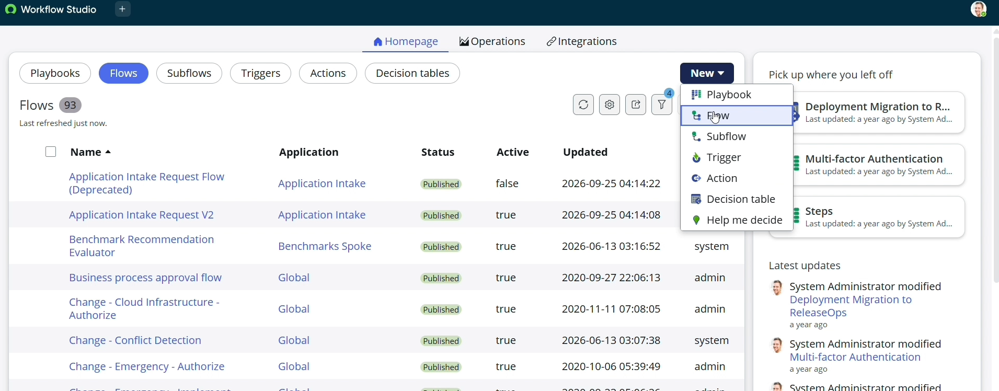 Workflow Studio
+
Homepage
Operations
Integrations
Playbooks
Flows
Subflows
Triggers
Actions
Decision tables
New
Flows 93
Last refreshed just now.
4
Playbook
Flow
Subflow
Trigger
Action
Decision table
Help me decide
Name
Application
Status
Active
Updated
Application Intake Request Flow
(Deprecated)
Application Intake
Published
false
2026-09-25 04:14:22
Application Intake Request V2
Application Intake
Published
true
2026-09-25 04:14:08
Benchmark Recommendation
Evaluator
Benchmarks Spoke
Published
true
2026-06-13 03:16:52
system
Business process approval flow
Global
Published
true
2020-09-27 22:06:13
admin
Change - Cloud Infrastructure -
Authorize
Global
Published
true
2020-11-11 07:08:05
admin
Change - Conflict Detection
Global
Published
true
2026-06-13 03:07:38
system
Change - Emergency - Authorize
Global
Published
true
2020-10-06 05:39:49
admin
Pick up where you left off
Deployment Migration to R...
Last updated: a year ago by System Ad...
Multi-factor Authentication
Last updated: a year ago by System Ad...
Steps
Last updated: a year ago by System Ad...
Latest updates
System Administrator modified
Deployment Migration to
ReleaseOps
a year ago
System Administrator modified
Multi-factor Authentication
a year ago
System Administrator modified